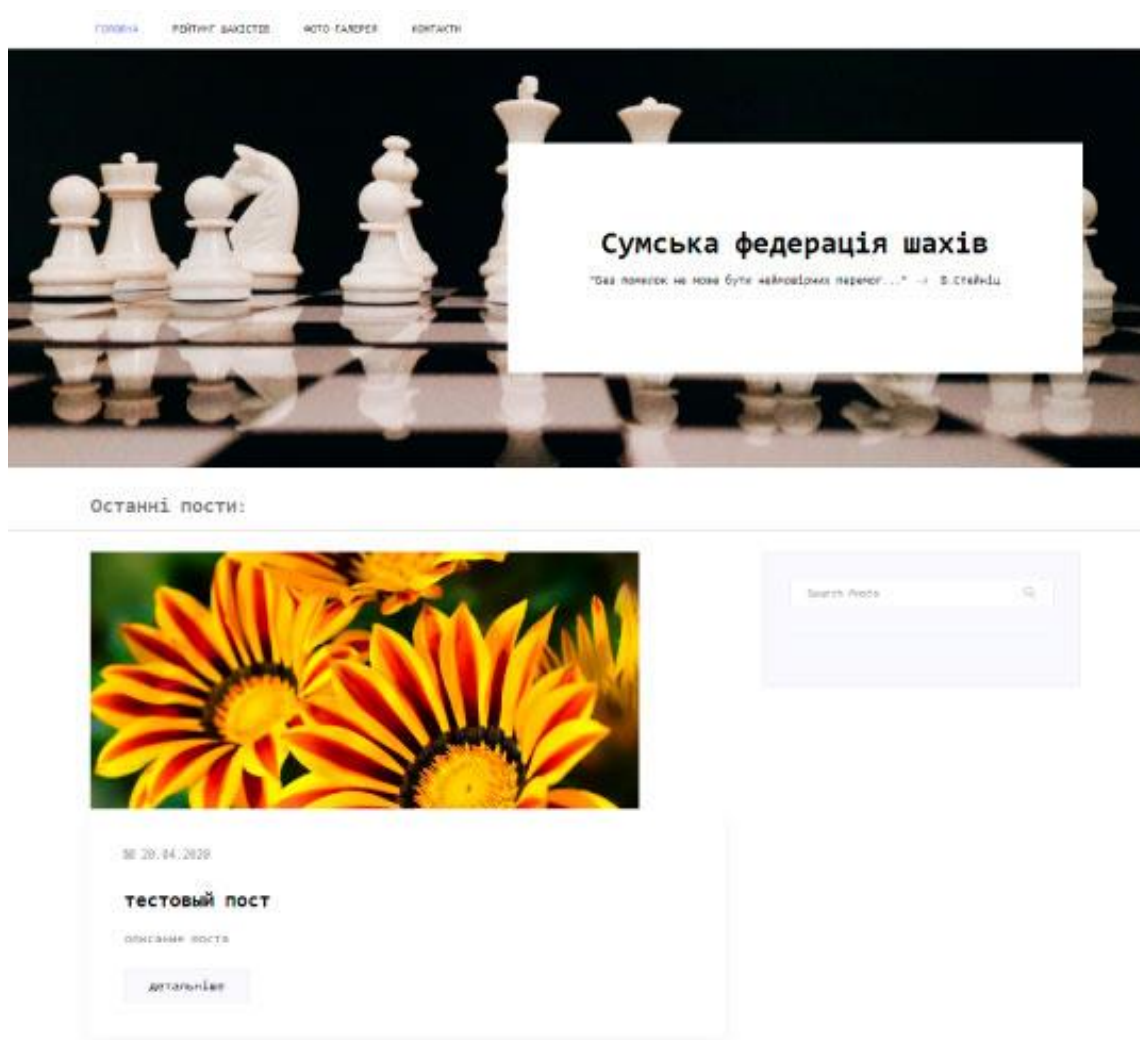 ГОЛОВНА РЕЙТИНГ ШАХІСТІВ ФОТО ГАЛЕРЕЯ КОНТАКТИ
Сумська федерація шахів
"Без помилок не може бути неймовірних перемог..." -> В.Стейніц
Останні пости:
Search Posts
20.04.2020
тестовый пост
описание поста
детальніше